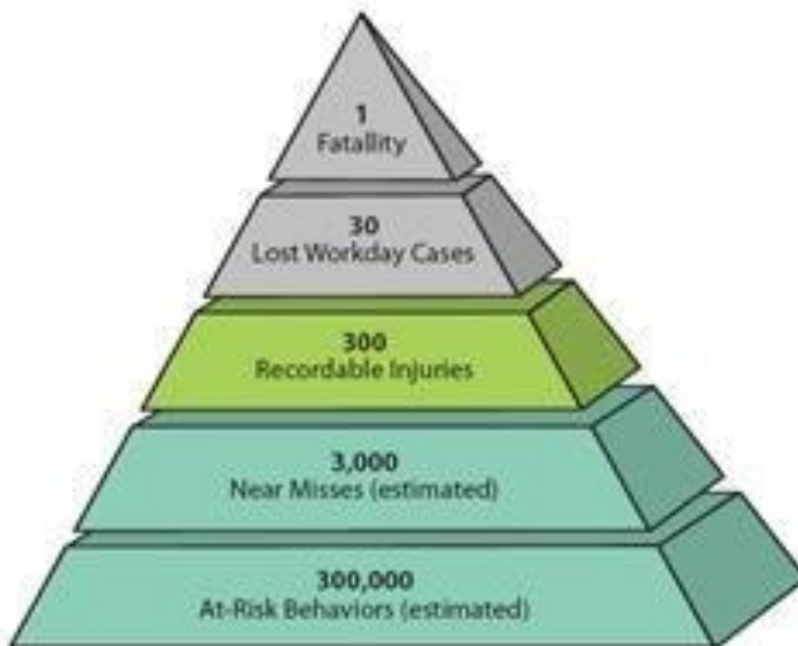 1
Fatallity
30
Lost Workday Cases
300
Recordable Injuries
3,000
Near Misses (estimated)
300,000
At-Risk Behaviors (estimated)